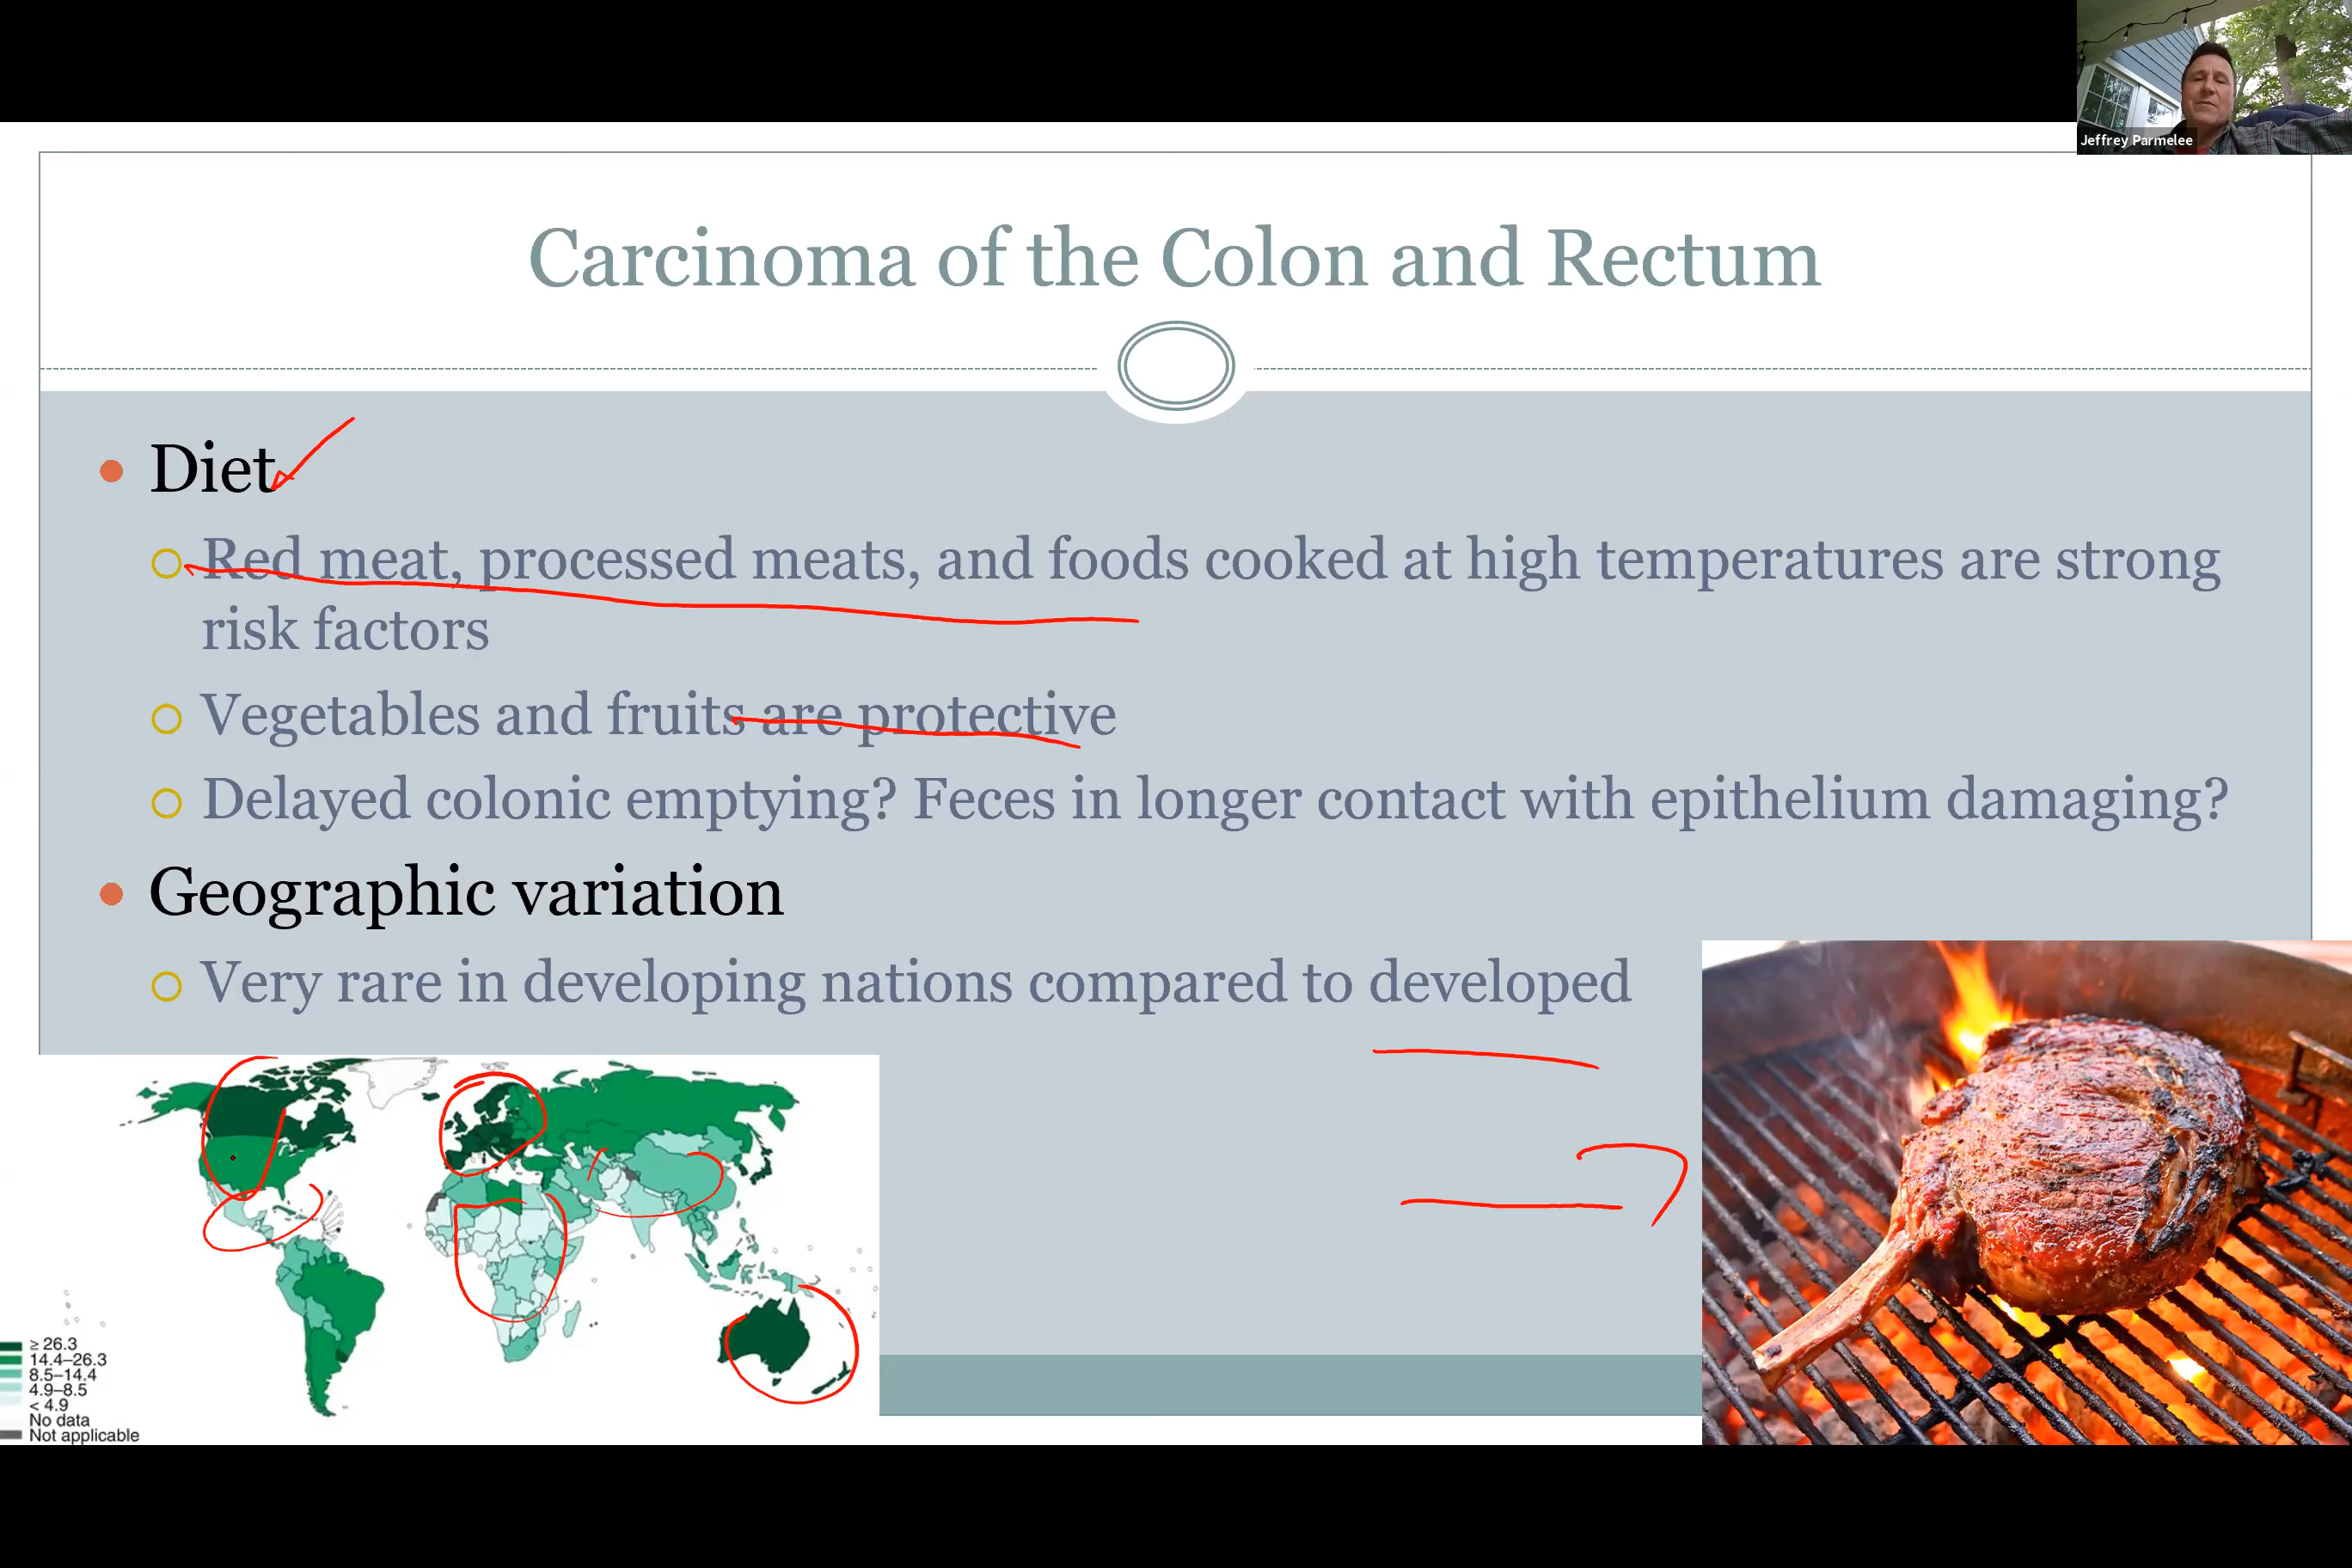 Jeffrey Parmelee
Carcinoma of the Colon and Rectum
Diet
Red meat, processed meats, and foods cooked at high temperatures are strong
risk factors
Vegetables and fruits are protective
Delayed colonic emptying? Feces in longer contact with epithelium damaging?
Geographic variation
Very rare in developing nations compared to developed
≥ 26.3
14.4–26.3
8.5–14.4
4.9–8.5
< 4.9
No data
Not applicable